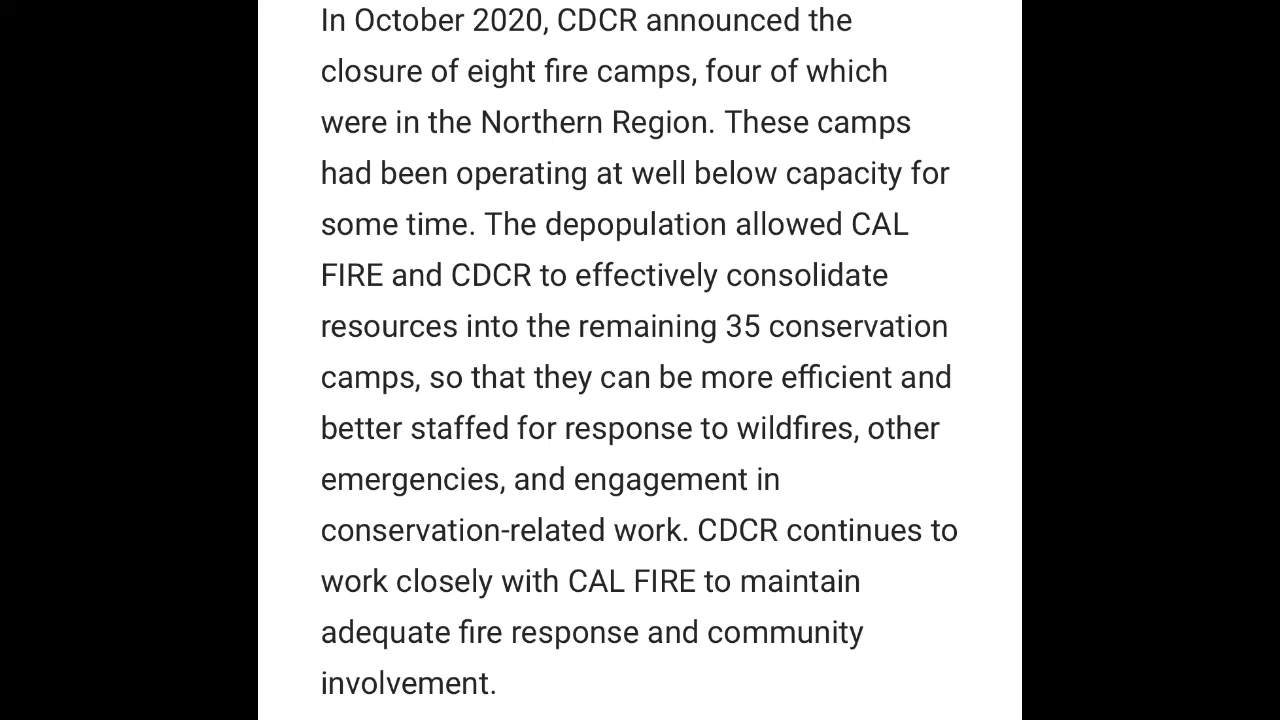 In October 2020, CDCR announced the
closure of eight fire camps, four of which
were in the Northern Region. These camps
had been operating at well below capacity for
some time. The depopulation allowed CAL
FIRE and CDCR to effectively consolidate
resources into the remaining 35 conservation
camps, so that they can be more efficient and
better staffed for response to wildfires, other
emergencies, and engagement in
conservation-related work. CDCR continues to
work closely with CAL FIRE to maintain
adequate fire response and community
involvement.